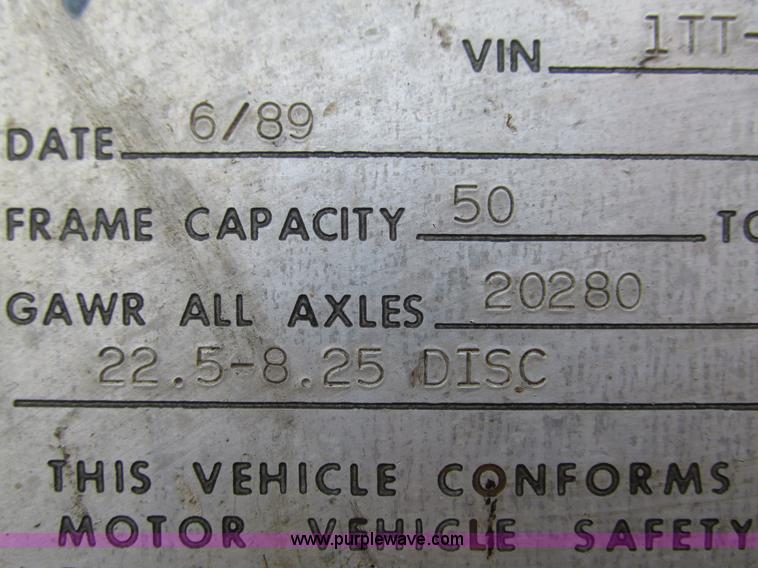 VIN 1TT-
DATE 6/89
FRAME CAPACITY 50
GAWR ALL AXLES 20280
22.5-8.25 DISC
THIS VEHICLE CONFORMS
MOTOR VEHICLE SAFETY
www.purplewave.com